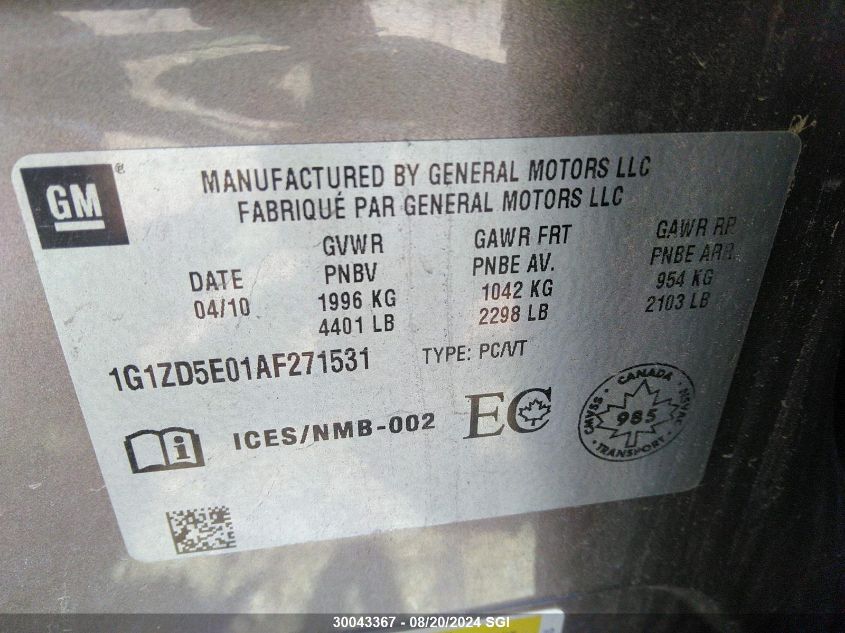 GM®
MANUFACTURED BY GENERAL MOTORS LLC
FABRIQUÉ PAR GENERAL MOTORS LLC
DATE
04/10
GVWR
PNBV
1996 KG
4401 LB
GAWR FRT
PNBE AV.
1042 KG
2298 LB
GAWR RR
PNBE ARR.
954 KG
2103 LB
1G1ZD5E01AF271531
TYPE: PC/VT
i ICES/NMB-002
EC
CANADA
CMVSS 985 NSVAC
TRANSPORT
30043367 - 08/20/2024 SGI